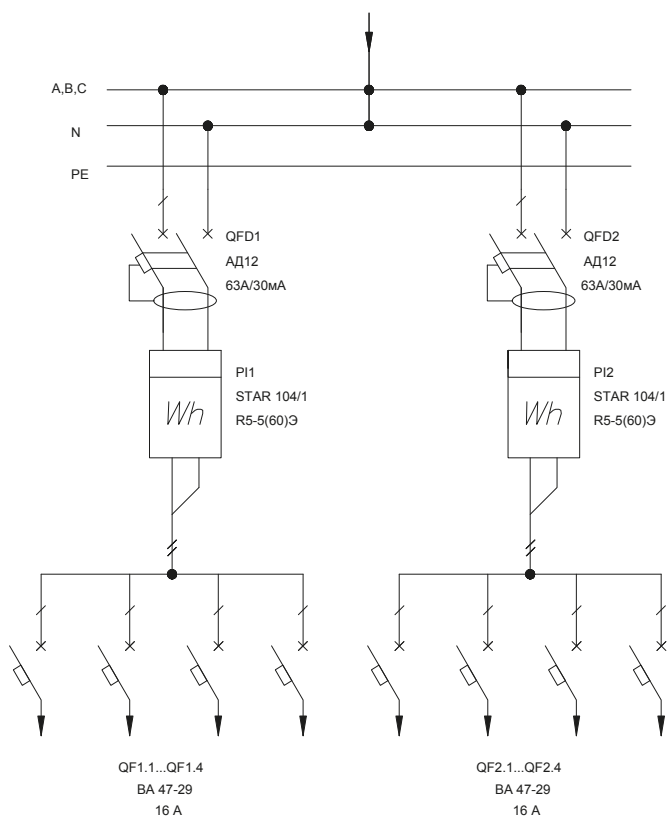 A,B,C
N
PE
QFD1
АД12
63А/30мА
QFD2
АД12
63А/30мА
PI1
STAR 104/1
R5-5(60)Э
Wh
PI2
STAR 104/1
R5-5(60)Э
Wh
QF1.1...QF1.4
ВА 47-29
16 А
QF2.1...QF2.4
ВА 47-29
16 А